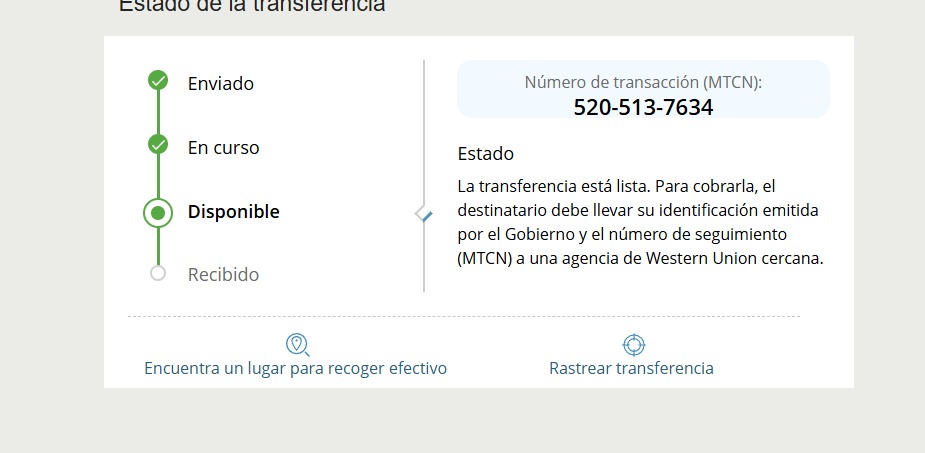 Estado de la transferencia
Enviado
En curso
Disponible
Recibido
Número de transacción (MTCN):
520-513-7634
Estado
La transferencia está lista. Para cobrarla, el
destinatario debe llevar su identificación emitida
por el Gobierno y el número de seguimiento
(MTCN) a una agencia de Western Union cercana.
Encuentra un lugar para recoger efectivo
Rastrear transferencia